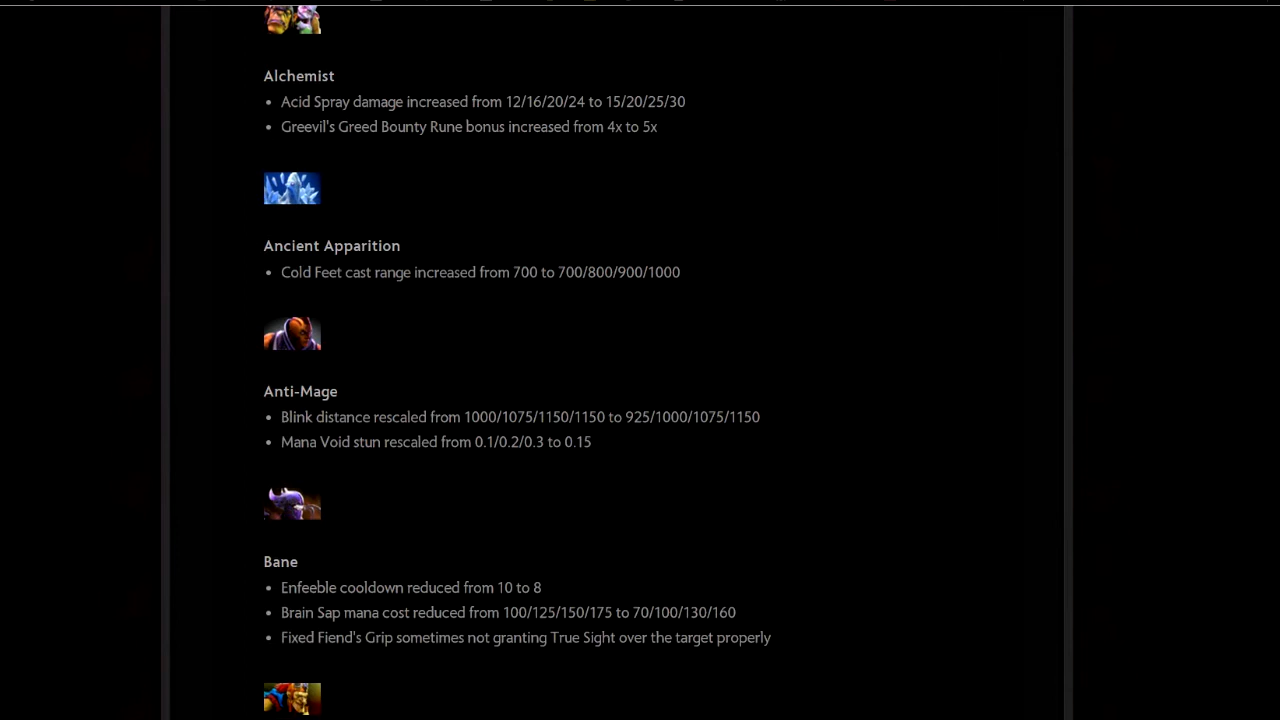 Alchemist
• Acid Spray damage increased from 12/16/20/24 to 15/20/25/30
• Greevil's Greed Bounty Rune bonus increased from 4x to 5x
Ancient Apparition
• Cold Feet cast range increased from 700 to 700/800/900/1000
Anti-Mage
• Blink distance rescaled from 1000/1075/1150/1150 to 925/1000/1075/1150
• Mana Void stun rescaled from 0.1/0.2/0.3 to 0.15
Bane
• Enfeeble cooldown reduced from 10 to 8
• Brain Sap mana cost reduced from 100/125/150/175 to 70/100/130/160
• Fixed Fiend's Grip sometimes not granting True Sight over the target properly